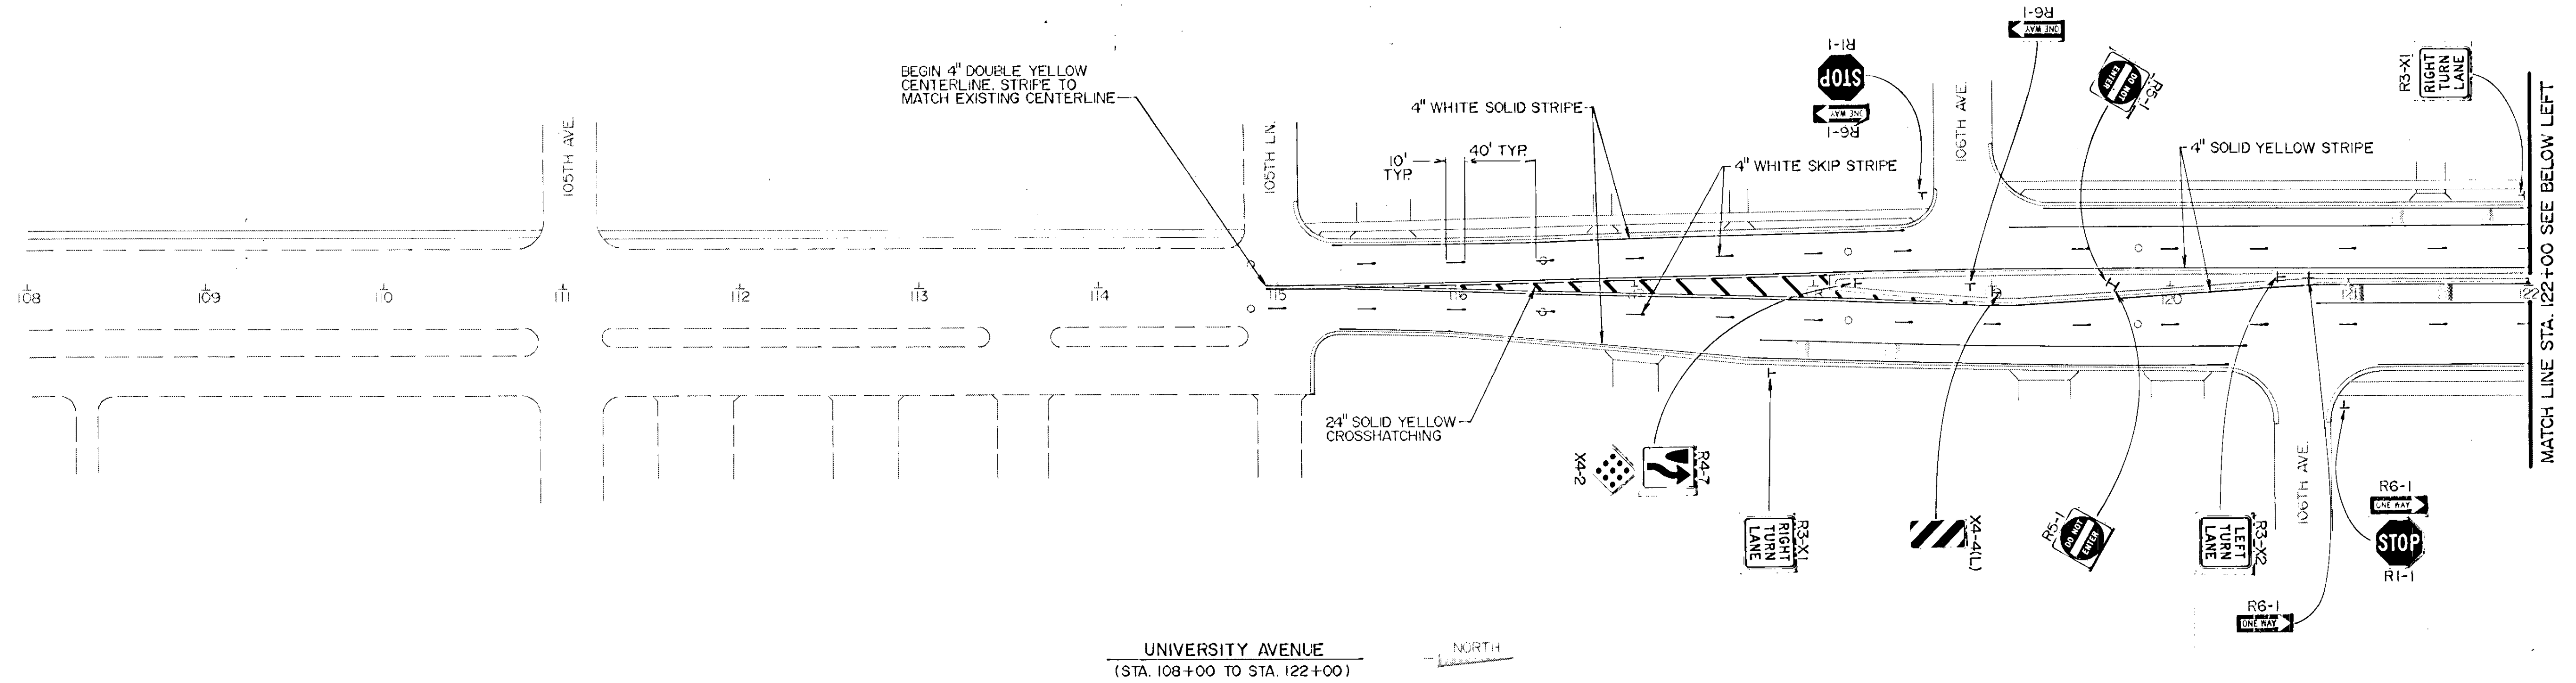 BEGIN 4" DOUBLE YELLOW
CENTERLINE. STRIPE TO
MATCH EXISTING CENTERLINE
105TH AVE.
105TH LN.
4" WHITE SOLID STRIPE
10'
TYP.
40' TYP.
4" WHITE SKIP STRIPE
R1-1
STOP
ONE WAY
R6-1
106TH AVE.
R6-1
ONE WAY
DO NOT
ENTER
R5-1
4" SOLID YELLOW STRIPE
R3-X1
RIGHT
TURN
LANE
MATCH LINE STA. 122+00 SEE BELOW LEFT
108
109
110
111
112
113
114
115
116
120
121
122
24" SOLID YELLOW
CROSSHATCHING
X4-2
R4-7
RIGHT
TURN
LANE
R3-X1
X4-4(L)
R5-1
DO NOT
ENTER
LEFT
TURN
LANE
R3-X2
106TH AVE.
R6-1
ONE WAY
STOP
R1-1
R6-1
ONE WAY
UNIVERSITY AVENUE
(STA. 108+00 TO STA. 122+00)
NORTH